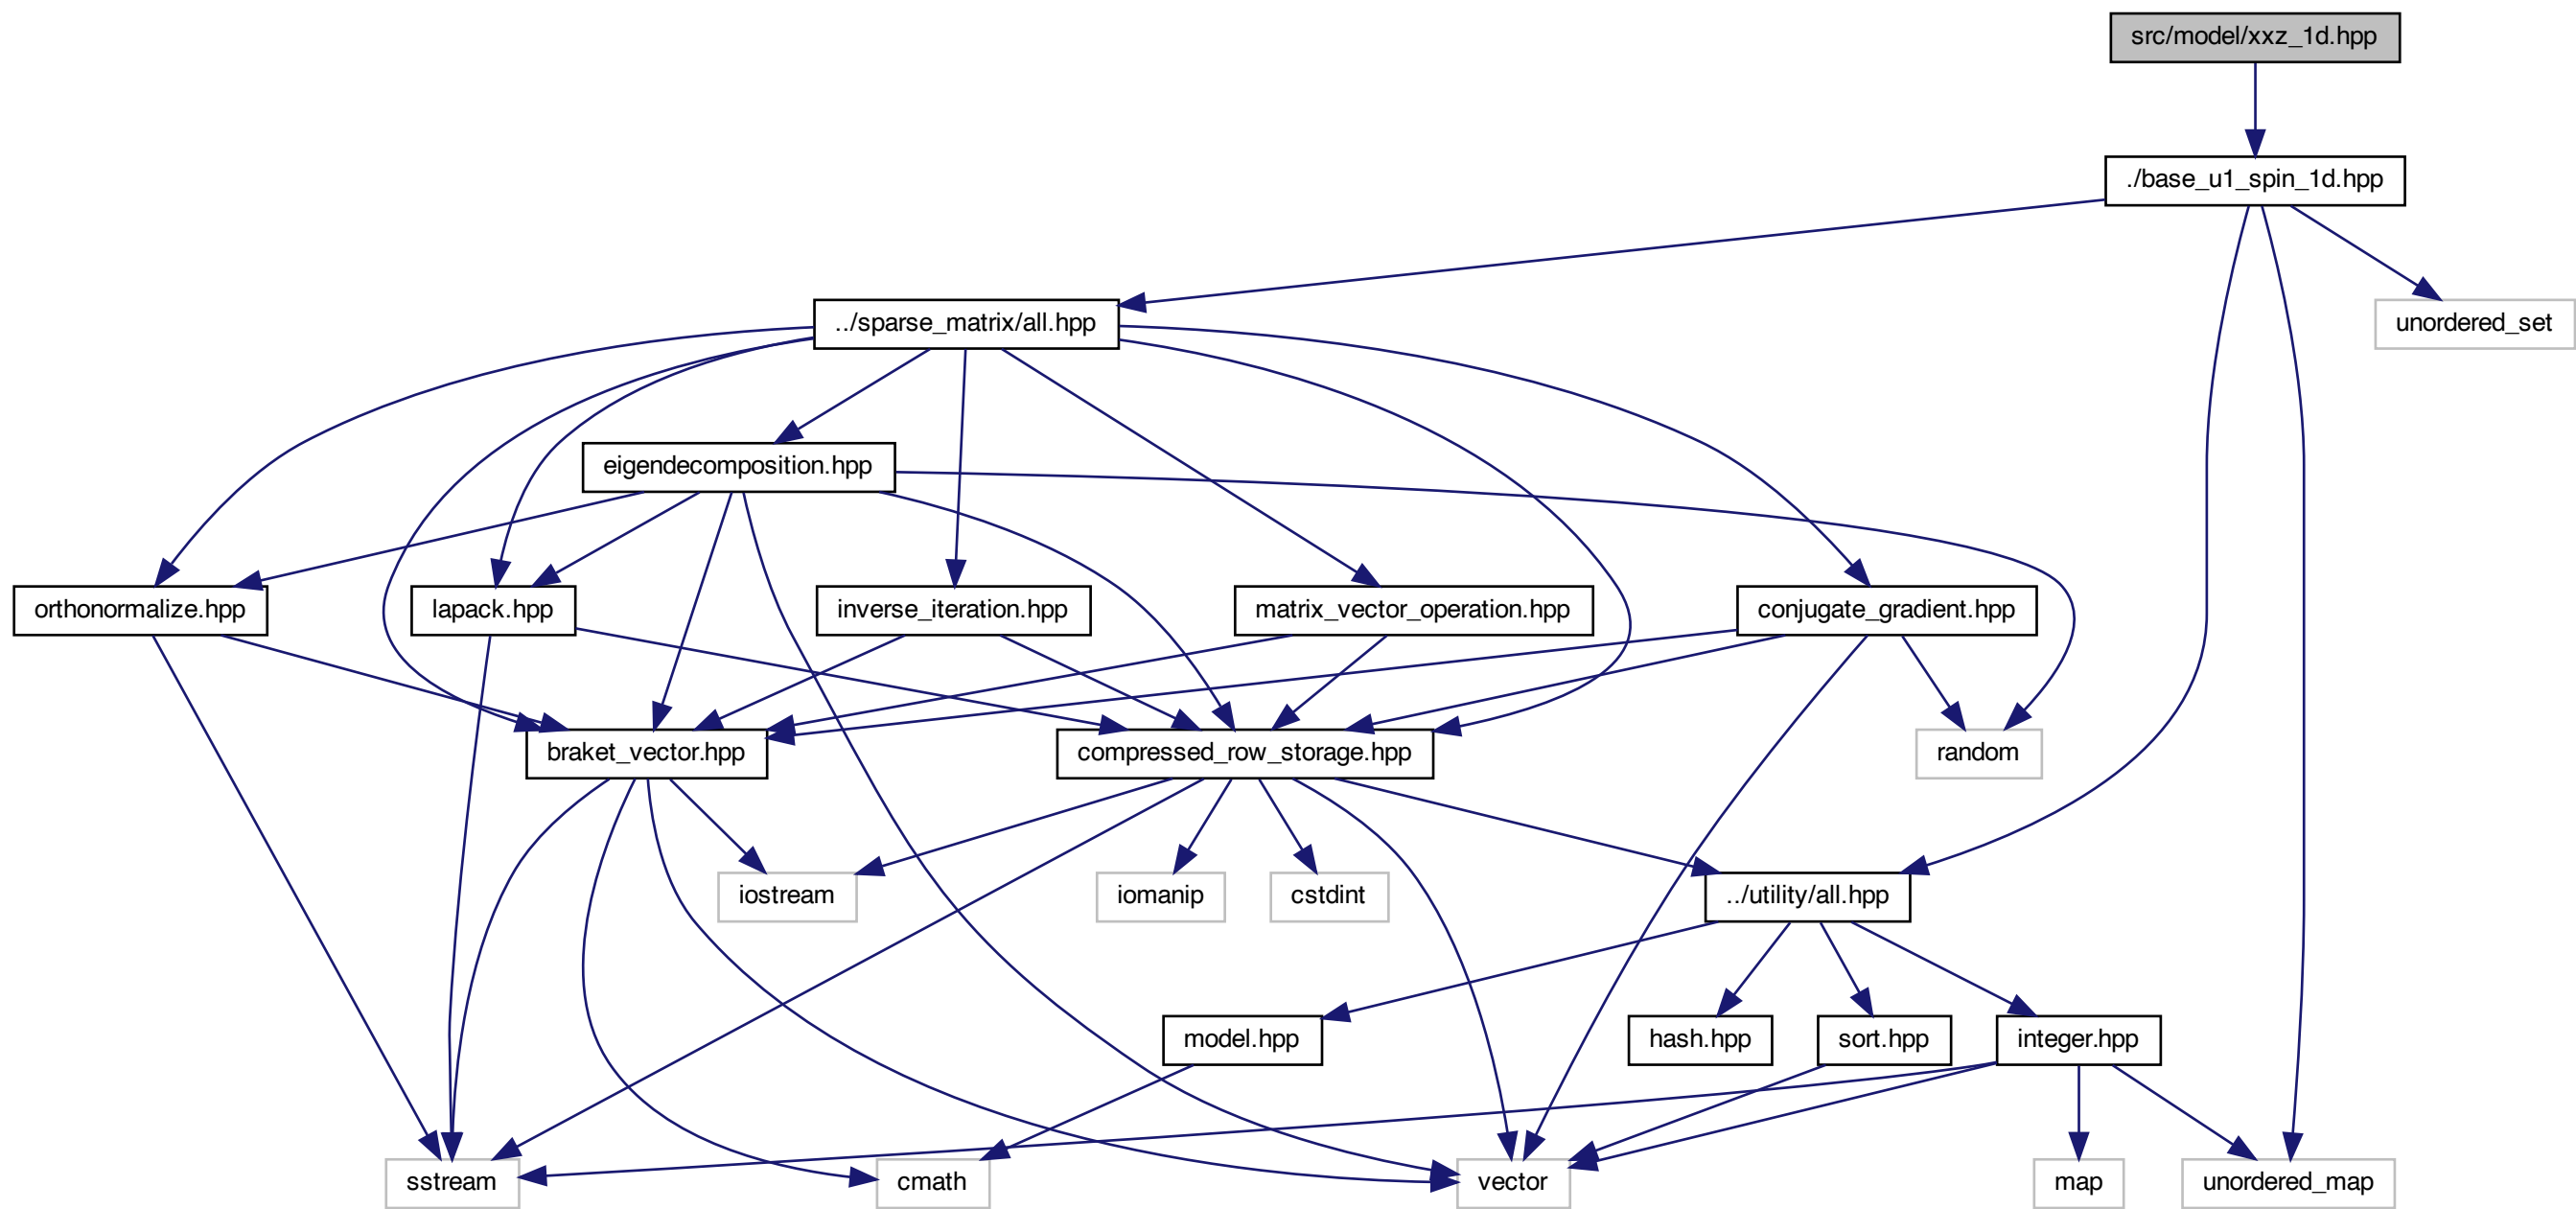 src/model/xxz_1d.hpp
./base_u1_spin_1d.hpp
../sparse_matrix/all.hpp
unordered_set
eigendecomposition.hpp
orthonormalize.hpp
lapack.hpp
inverse_iteration.hpp
matrix_vector_operation.hpp
conjugate_gradient.hpp
braket_vector.hpp
compressed_row_storage.hpp
random
iostream
iomanip
cstdint
../utility/all.hpp
model.hpp
hash.hpp
sort.hpp
integer.hpp
sstream
cmath
vector
map
unordered_map